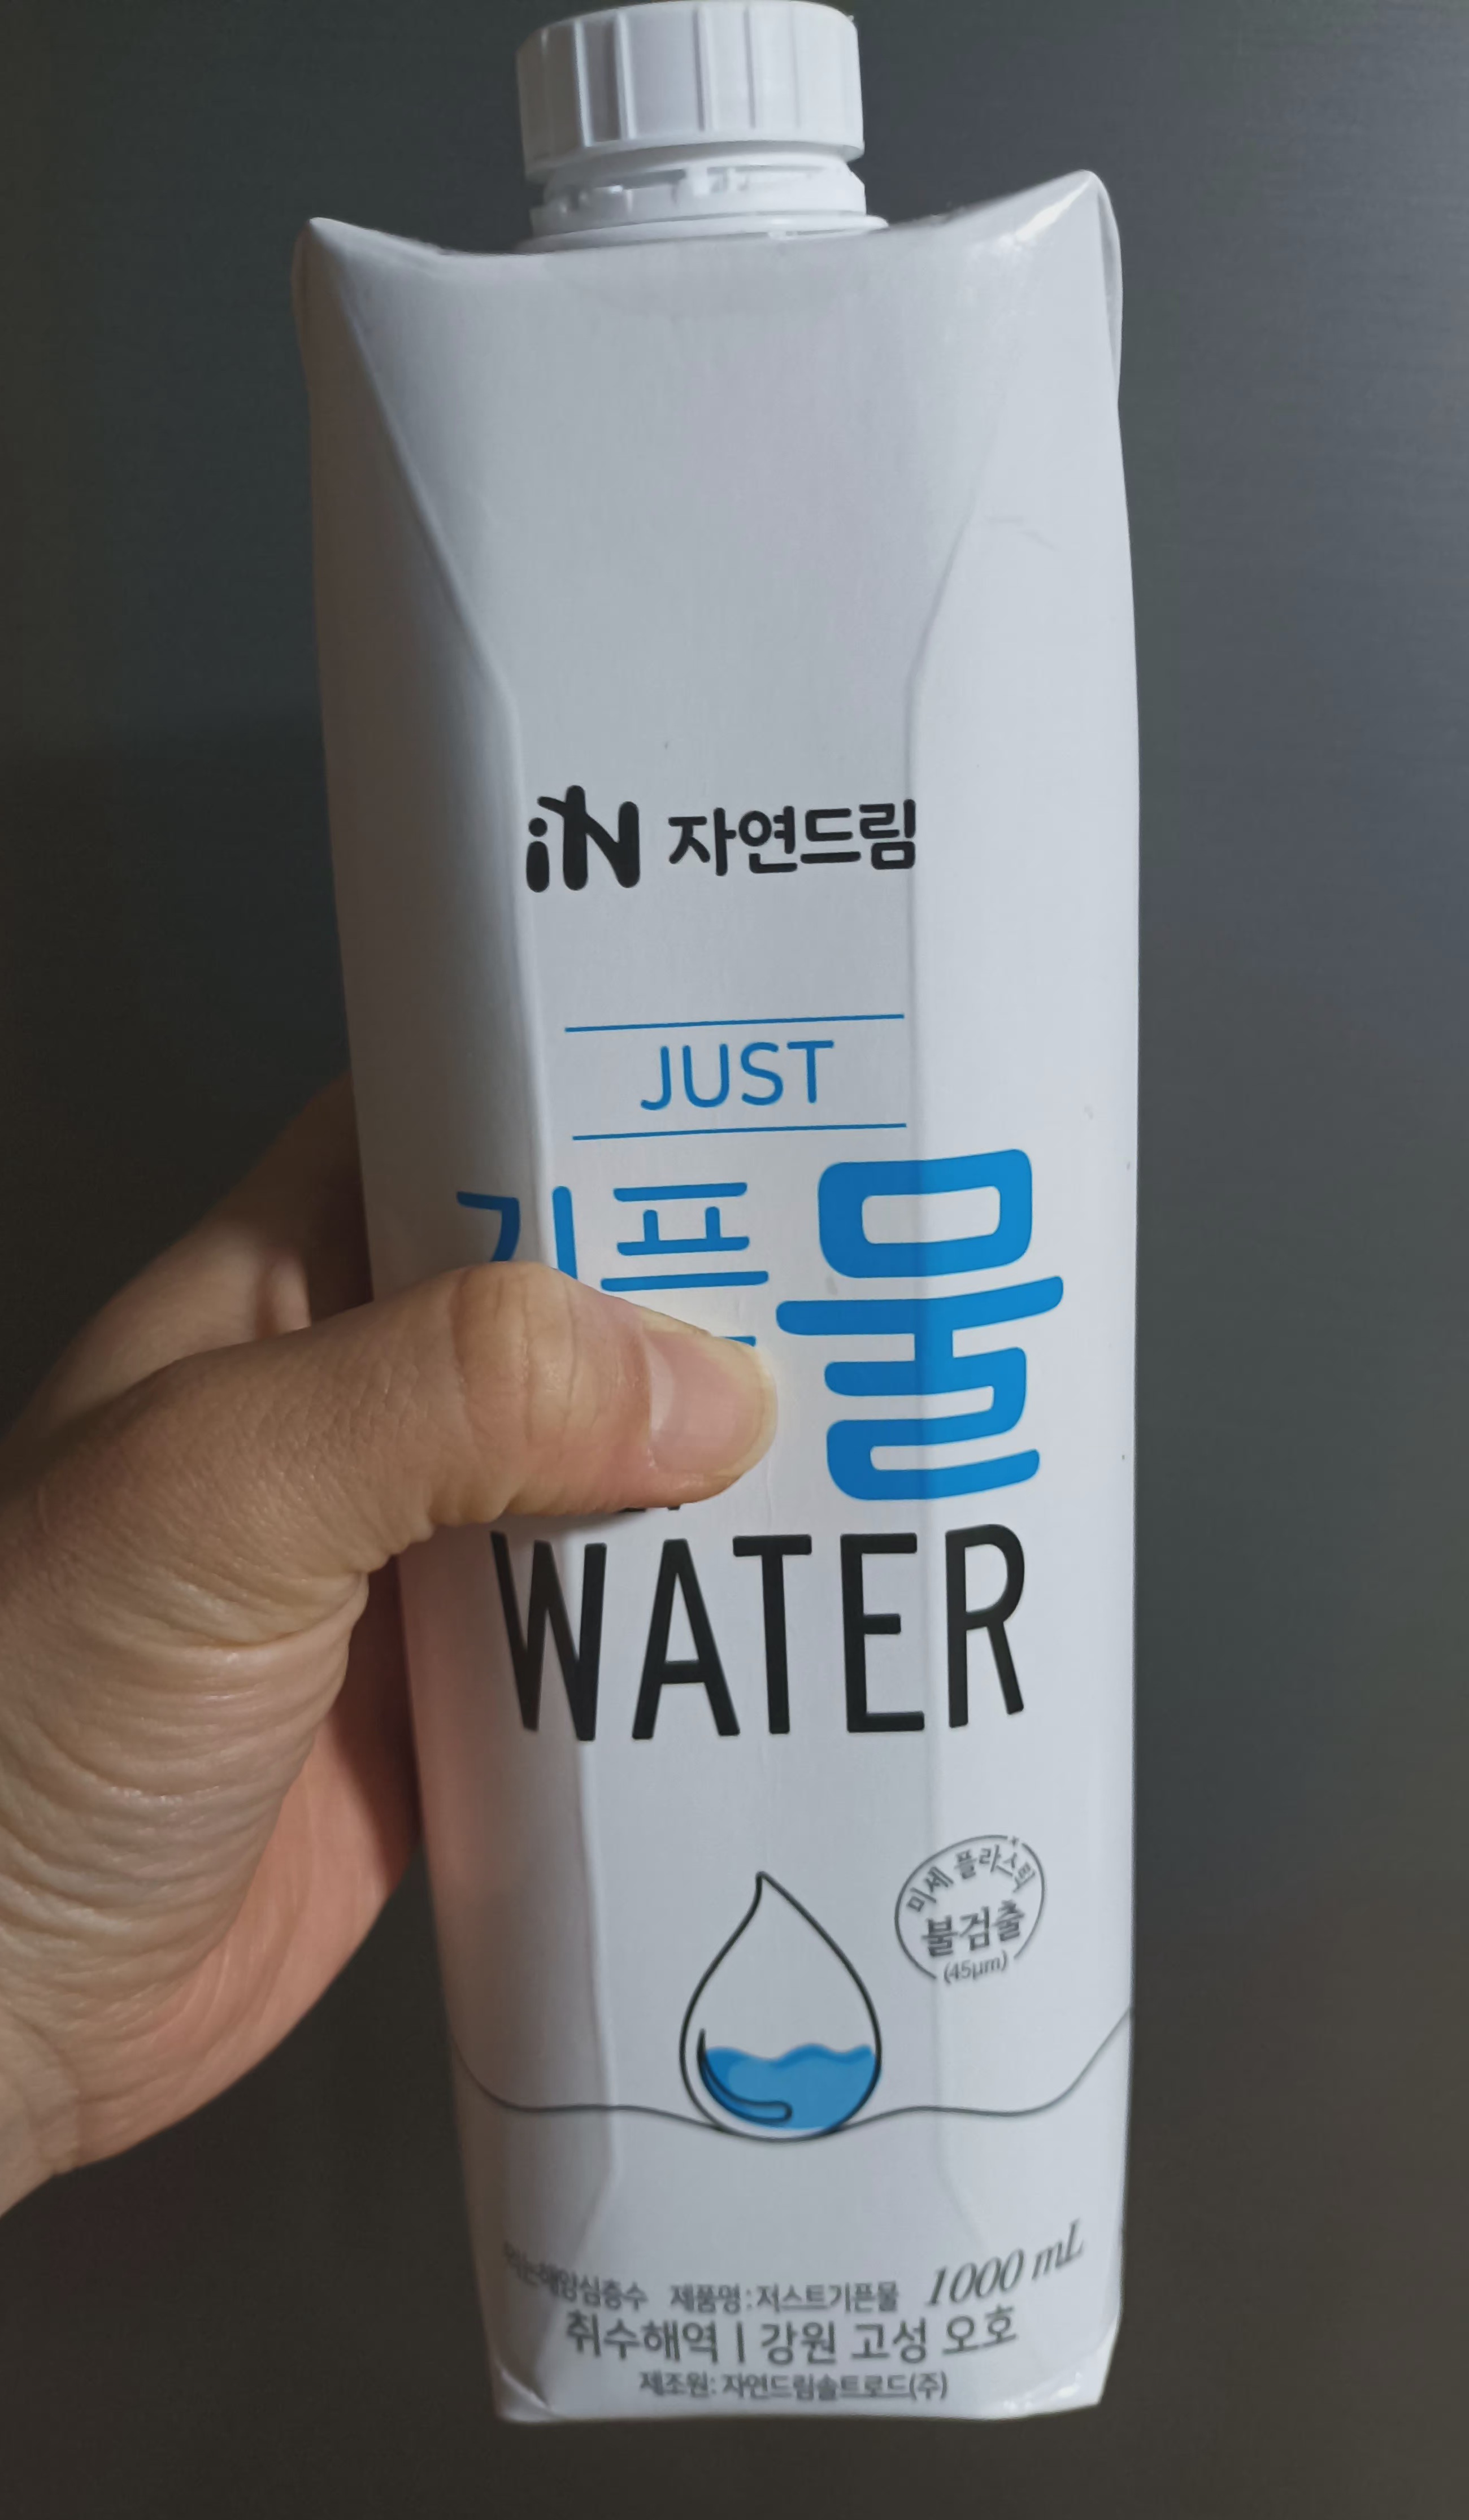 iN 자연드림
JUST
기픈물
WATER
미세 플라스틱
불검출
(45μm)
제품명:저스트기픈물 1000 mL
취수해역 | 강원 고성 오호
제조원: 자연드림솔트로드(주)